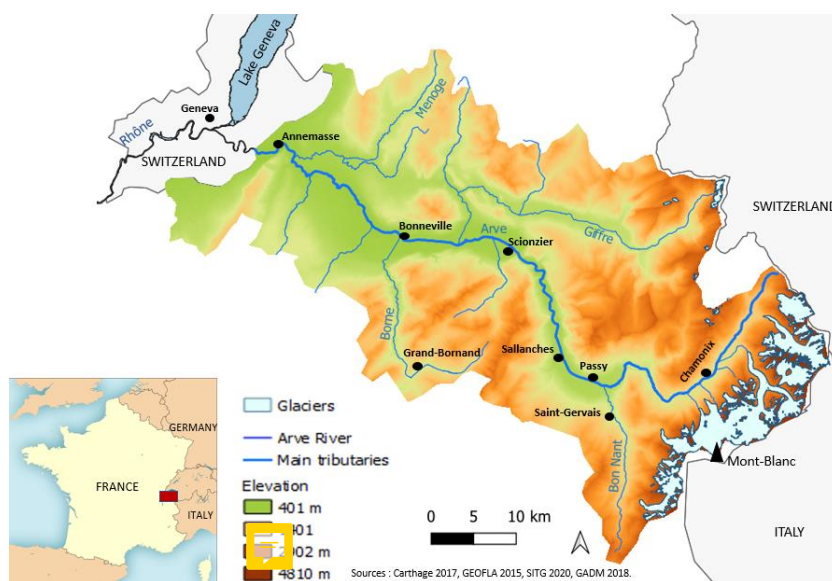 Lake Geneva
Geneva
Rhône
SWITZERLAND
Annemasse
Menoge
SWITZERLAND
Bonneville
Arve
Scionzier
Giffre
Borne
Grand-Bornand
Sallanches
Passy
Chamonix
Saint-Gervais
Bon Nant
Mont-Blanc
ITALY
GERMANY
FRANCE
ITALY
Glaciers
Arve River
Main tributaries
Elevation
401 m
4810 m
0 5 10 km
Sources : Carthage 2017, GEOFLA 2015, SITG 2020, GADM 2018.